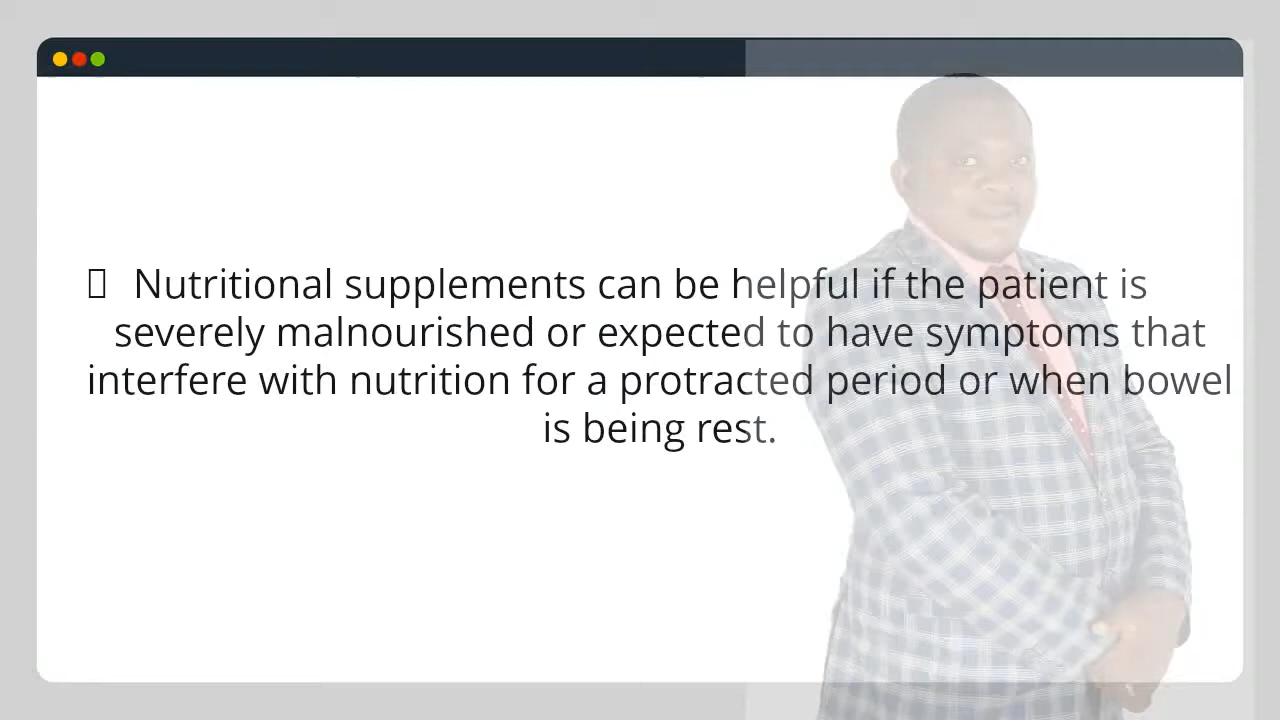 Nutritional supplements can be helpful if the patient is
severely malnourished or expected to have symptoms that
interfere with nutrition for a protracted period or when bowel
is being rest.